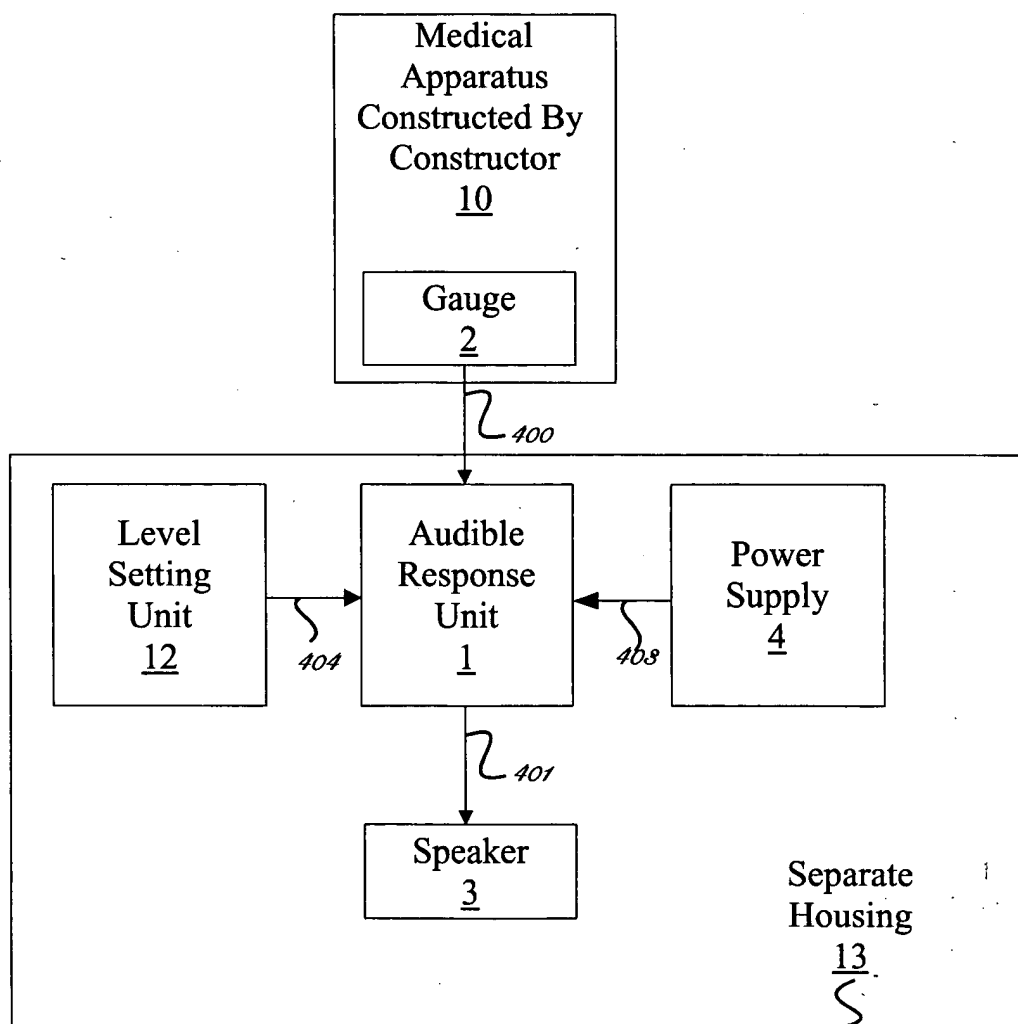 Medical
Apparatus
Constructed By
Constructor
10
Gauge
2
400
Level
Setting
Unit
12
404
Audible
Response
Unit
1
403
Power
Supply
4
401
Speaker
3
Separate
Housing
13